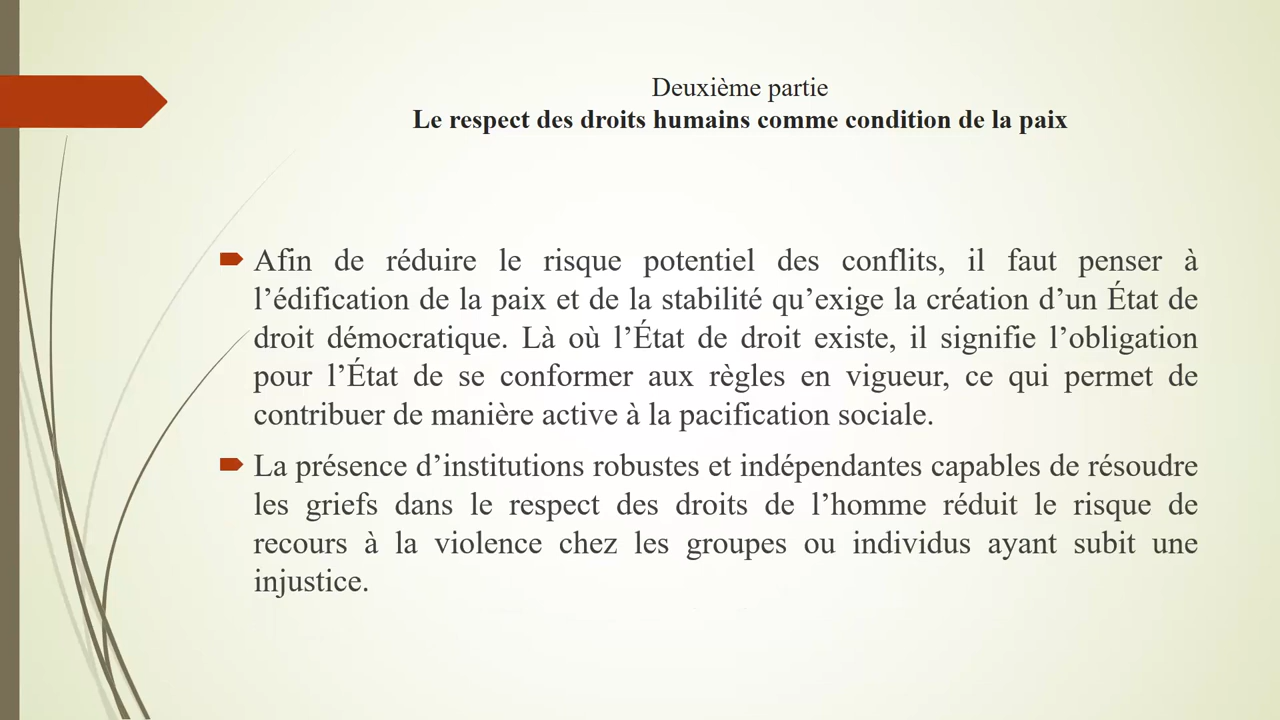 Deuxième partie
Le respect des droits humains comme condition de la paix
Afin de réduire le risque potentiel des conflits, il faut penser à
l’édification de la paix et de la stabilité qu’exige la création d’un État de
droit démocratique. Là où l’État de droit existe, il signifie l’obligation
pour l’État de se conformer aux règles en vigueur, ce qui permet de
contribuer de manière active à la pacification sociale.
La présence d’institutions robustes et indépendantes capables de résoudre
les griefs dans le respect des droits de l’homme réduit le risque de
recours à la violence chez les groupes ou individus ayant subit une
injustice.